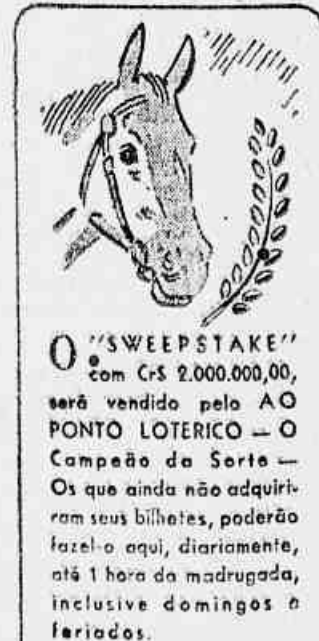 O "SWEEPSTAKE"
com Cr$ 2.000.000,00,
será vendido pelo AO
PONTO LOTERICO — O
Campeão da Sorte —
Os que ainda não adquiri-
ram seus bilhetes, poderão
fazel-o aqui, diariamente,
até 1 hora da madrugada,
inclusive domingos e
feriados.